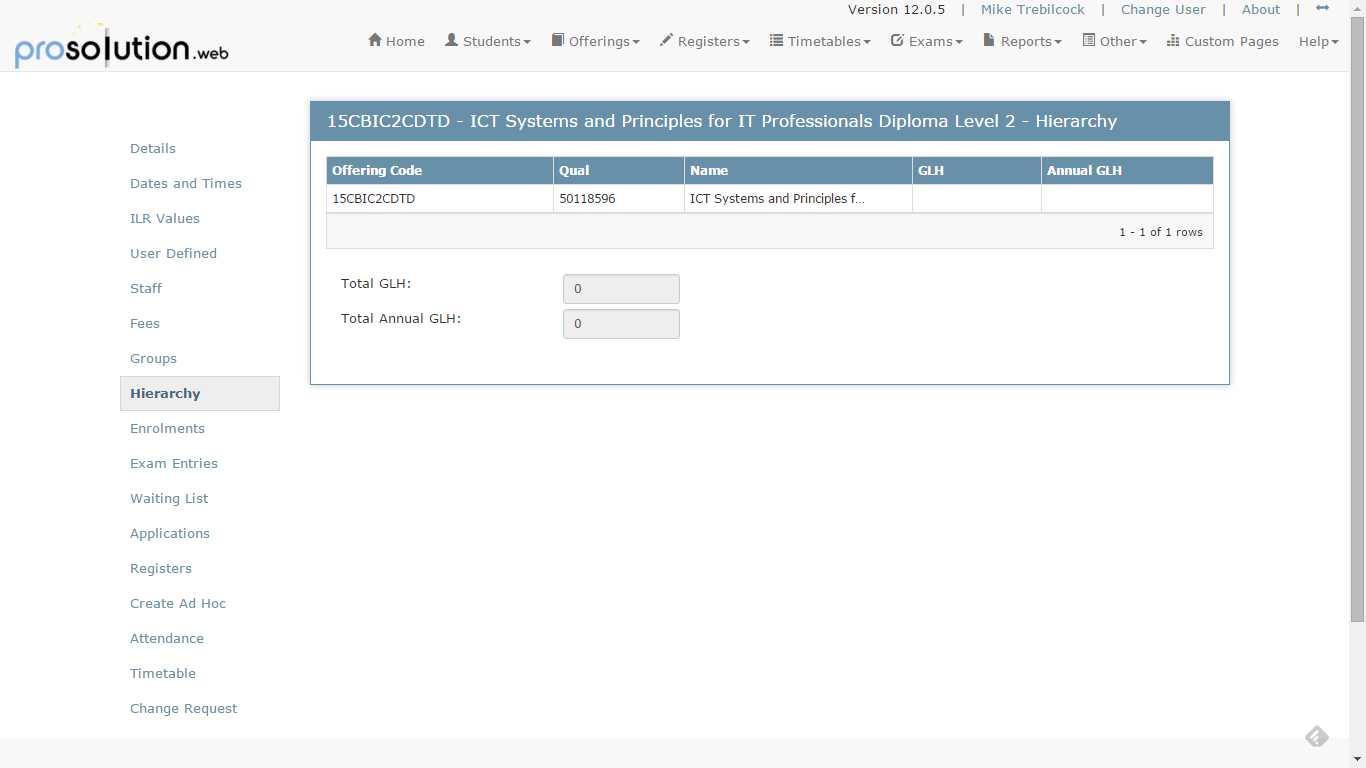 Version 12.0.5 | Mike Trebilcock | Change User | About |
prosolution.web
Home Students Offerings Registers Timetables Exams Reports Other Custom Pages Help
15CBIC2CDTD - ICT Systems and Principles for IT Professionals Diploma Level 2 - Hierarchy
Details
Dates and Times
ILR Values
User Defined
Staff
Fees
Groups
Hierarchy
Enrolments
Exam Entries
Waiting List
Applications
Registers
Create Ad Hoc
Attendance
Timetable
Change Request
Offering Code Qual Name GLH Annual GLH
15CBIC2CDTD 50118596 ICT Systems and Principles f...
1 - 1 of 1 rows
Total GLH: 0
Total Annual GLH: 0